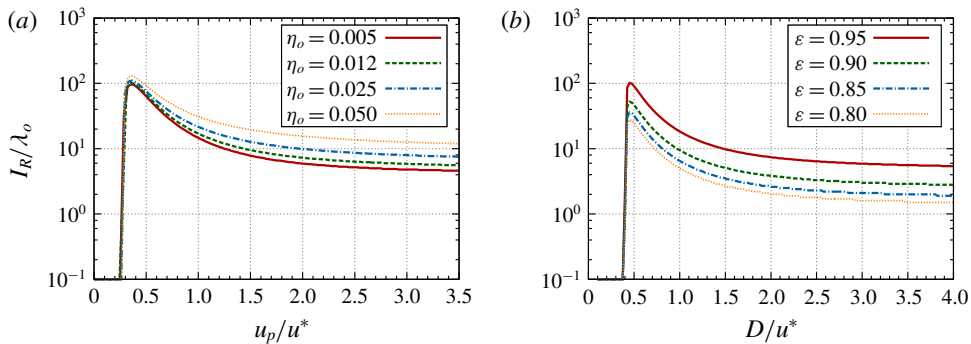 (a)
I_R/λ_o
10³
10²
10¹
10⁰
10⁻¹
η_o = 0.005
η_o = 0.012
η_o = 0.025
η_o = 0.050
0 0.5 1.0 1.5 2.0 2.5 3.0 3.5
u_p/u*
(b)
10³
10²
10¹
10⁰
10⁻¹
ε = 0.95
ε = 0.90
ε = 0.85
ε = 0.80
0 0.5 1.0 1.5 2.0 2.5 3.0 3.5 4.0
D/u*